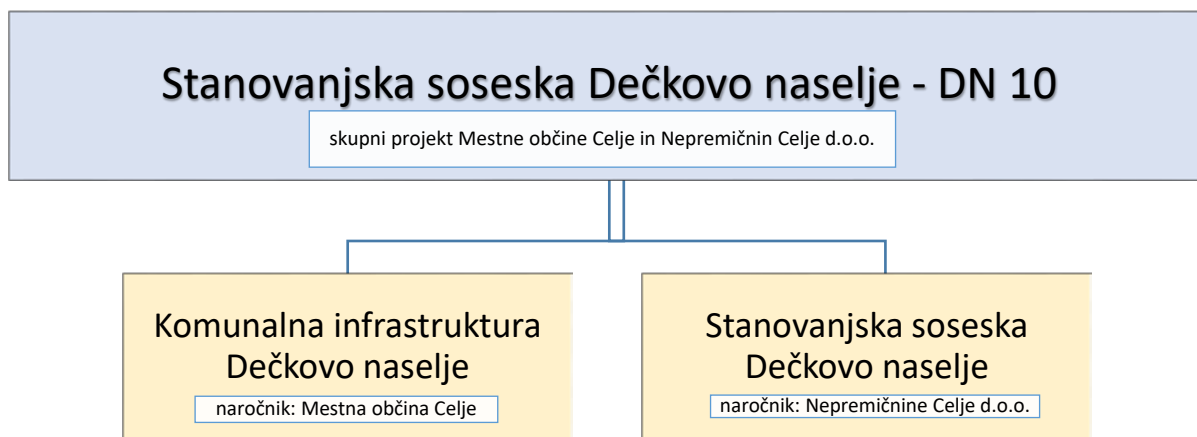 Stanovanjska soseska Dečkovo naselje - DN 10
skupni projekt Mestne občine Celje in Nepremičnin Celje d.o.o.
Komunalna infrastruktura
Dečkovo naselje
naročnik: Mestna občina Celje
Stanovanjska soseska
Dečkovo naselje
naročnik: Nepremičnine Celje d.o.o.